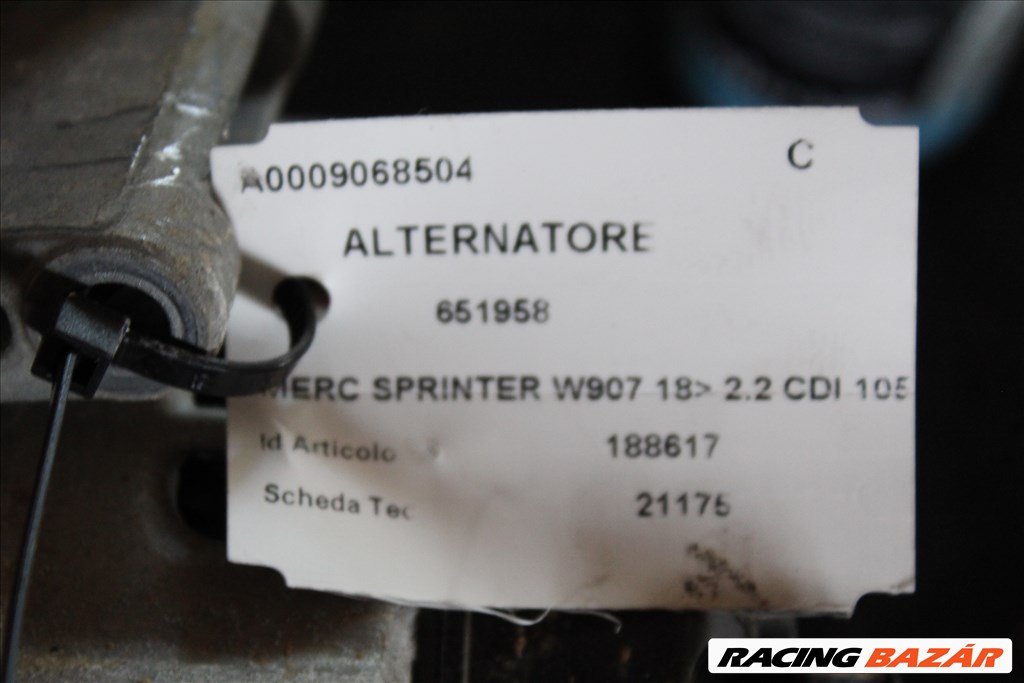 A0009068504 C
ALTERNATORE
651958
MERC SPRINTER W907 18> 2.2 CDI 105
Id Articolo 188617
Scheda Tec 21175
RACING BAZÁR